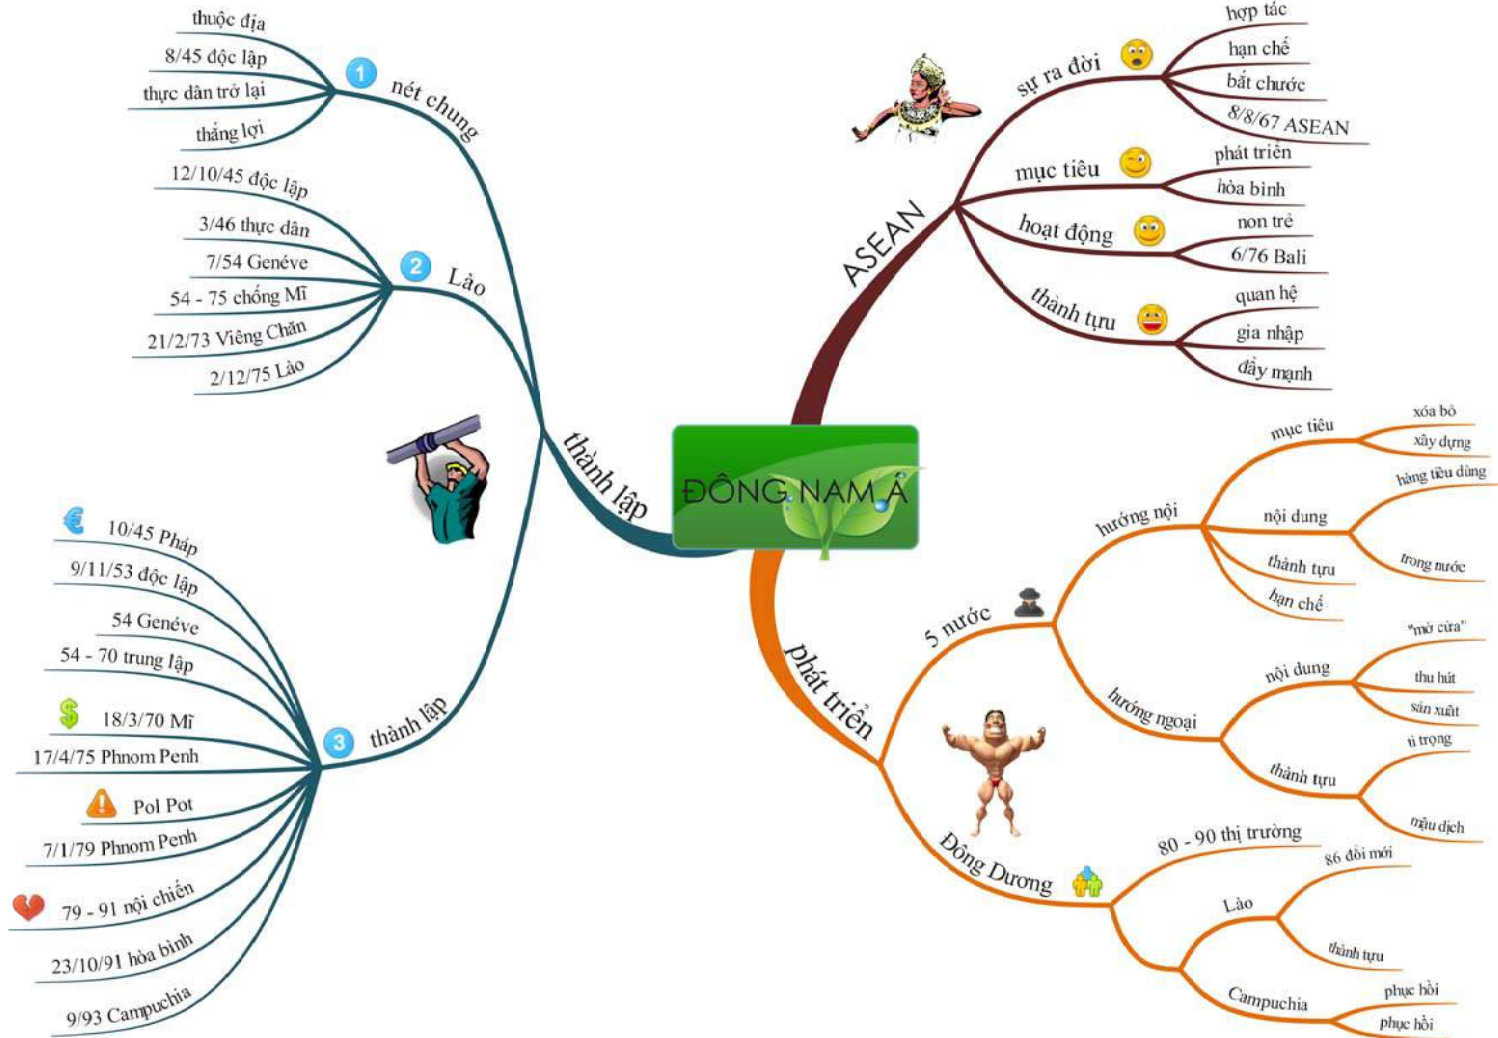 ĐÔNG NAM Á
thành lập
1
nét chung
thuộc địa
8/45 độc lập
thực dân trở lại
thắng lợi
2
Lào
12/10/45 độc lập
3/46 thực dân
7/54 Genéve
54 - 75 chống Mĩ
21/2/73 Viêng Chăn
2/12/75 Lào
3
thành lập
10/45 Pháp
9/11/53 độc lập
54 Genéve
54 - 70 trung lập
18/3/70 Mĩ
17/4/75 Phnom Penh
Pol Pot
7/1/79 Phnom Penh
79 - 91 nội chiến
23/10/91 hòa bình
9/93 Campuchia
ASEAN
sự ra đời
hợp tác
hạn chế
bắt chước
8/8/67 ASEAN
mục tiêu
phát triển
hòa bình
hoạt động
non trẻ
6/76 Bali
thành tựu
quan hệ
gia nhập
đẩy mạnh
phát triển
5 nước
hướng nội
mục tiêu
xóa bỏ
xây dựng
nội dung
hàng tiêu dùng
trong nước
thành tựu
hạn chế
hướng ngoại
nội dung
"mở cửa"
thu hút
sản xuất
thành tựu
tỉ trọng
mậu dịch
Đông Dương
80 - 90 thị trường
Lào
86 đổi mới
thành tựu
Campuchia
phục hồi
phục hồi